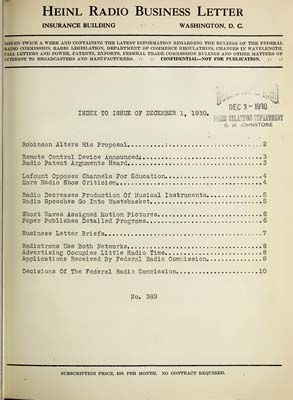 HEINL RADIO BUSINESS LETTER
INSURANCE BUILDING WASHINGTON, D. C.
ISSUED TWICE A WEEK AND CONTAINING THE LATEST INFORMATION REGARDING THE RULINGS OF THE FEDERAL
RADIO COMMISSION, RADIO LEGISLATION, DEPARTMENT OF COMMERCE REGULATIONS, CHANGES IN WAVELENGTH,
CALL LETTERS AND POWER, PATENTS, EXPORTS, FEDERAL TRADE COMMISSION RULINGS AND OTHER MATTERS OF
INTEREST TO BROADCASTERS AND MANUFACTURERS. :: :: CONFIDENTIAL—NOT FOR PUBLICATION. :: ::
DEC 3 - 1930
INDEX TO ISSUE OF DECEMBER 1, 1930.
PRESS RELATIONS DEPARTMENT
G. W. JOHNSTONE
Robinson Alters His Proposal....2
Remote Control Device Announced....3
Radio Patent Arguments Heard....3
Lafount Opposes Channels For Education....4
More Radio Show Criticism....4
Radio Decreases Production Of Musical Instruments....5
Radio Speeches Go Into Wastebasket....5
Short Waves Assigned Motion Pictures....6
Paper Publishes Detailed Programs....6
Business Letter Briefs....7
Radiotrons Use Both Networks....8
Advertising Occupies Little Radio Time....8
Applications Received By Federal Radio Commission....8
Decisions Of The Federal Radio Commission....10
No. 389
SUBSCRIPTION PRICE, $10. PER MONTH. NO CONTRACT REQUIRED.